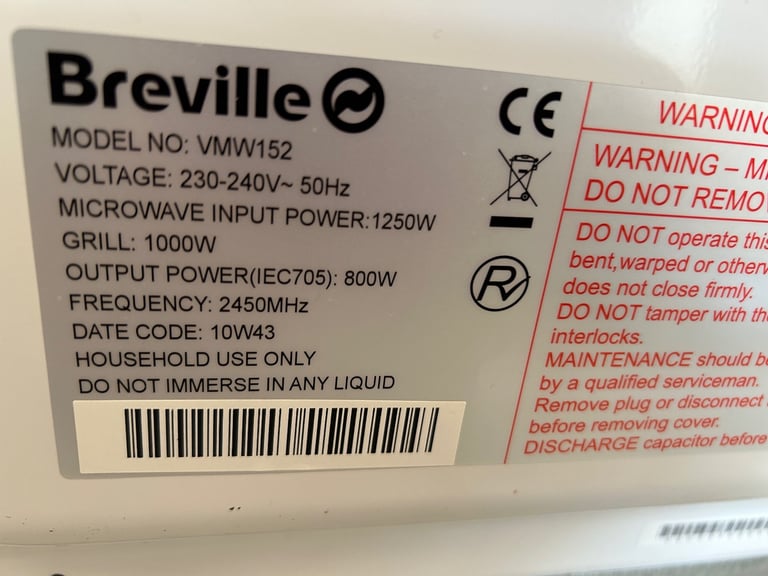 Breville
MODEL NO: VMW152
VOLTAGE: 230-240V~ 50Hz
MICROWAVE INPUT POWER:1250W
GRILL: 1000W
OUTPUT POWER(IEC705): 800W
FREQUENCY: 2450MHz
DATE CODE: 10W43
HOUSEHOLD USE ONLY
DO NOT IMMERSE IN ANY LIQUID
CE
R
WARNING
WARNING –
DO NOT
DO NOT operate this
bent,warped or
does not close firmly.
DO NOT tamper with
interlocks.
MAINTENANCE should
by a qualified serviceman.
Remove plug or disconnect
before removing cover.
DISCHARGE capacitor before